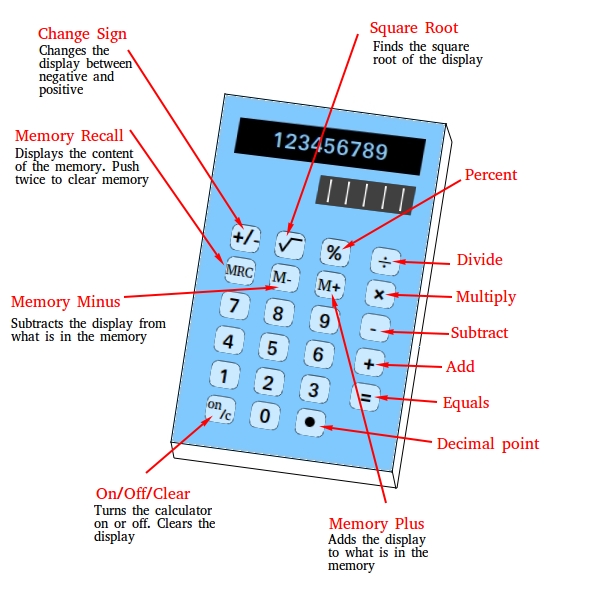 Change Sign
Changes the
display between
negative and
positive
Square Root
Finds the square
root of the display
Memory Recall
Displays the content
of the memory. Push
twice to clear memory
123456789
Percent
+/- √ % ÷
Divide
MRC M- M+ ×
Multiply
Memory Minus
Subtracts the display from
what is in the memory
7 8 9 -
Subtract
4 5 6 +
Add
1 2 3 =
Equals
on/c 0 •
Decimal point
On/Off/Clear
Turns the calculator
on or off. Clears the
display
Memory Plus
Adds the display
to what is in the
memory